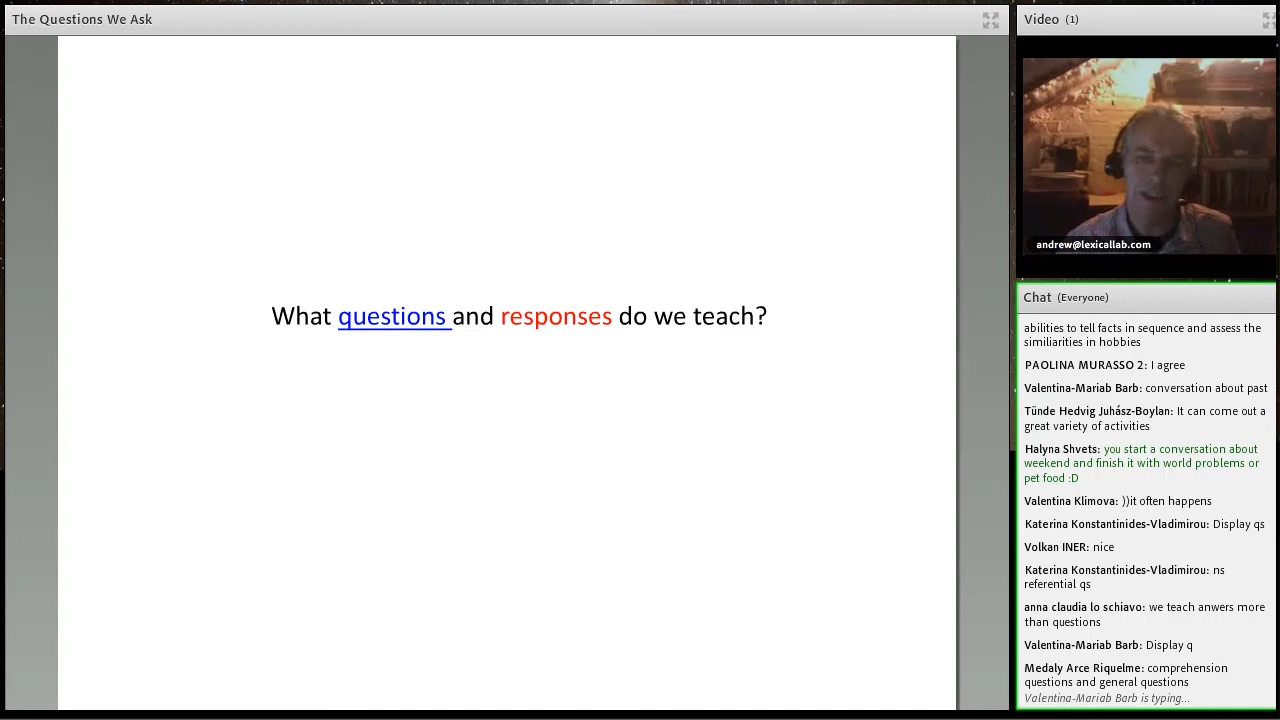 The Questions We Ask
What questions and responses do we teach?
Video (1)
andrew@lexicallab.com
Chat (Everyone)
abilities to tell facts in sequence and assess the
similiarities in hobbies
PAOLINA MURASSO 2: I agree
Valentina-Mariab Barb: conversation about past
Tünde Hedvig Juhász-Boylan: It can come out a
great variety of activities
Halyna Shvets: you start a conversation about
weekend and finish it with world problems or
pet food :D
Valentina Klimova: ))it often happens
Katerina Konstantinides-Vladimirou: Display qs
Volkan INER: nice
Katerina Konstantinides-Vladimirou: ns
referential qs
anna claudia lo schiavo: we teach anwers more
than questions
Valentina-Mariab Barb: Display q
Medaly Arce Riquelme: comprehension
questions and general questions
Valentina-Mariab Barb is typing...